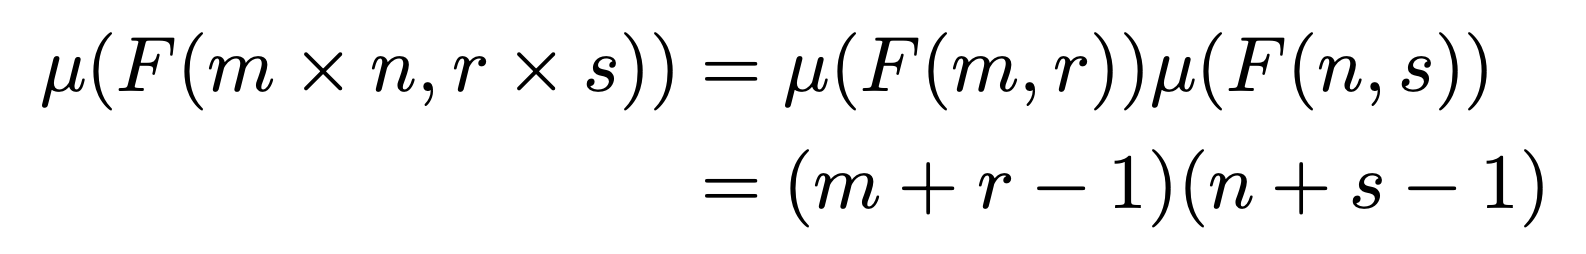 μ(F(m × n, r × s)) = μ(F(m, r))μ(F(n, s))
= (m + r − 1)(n + s − 1)